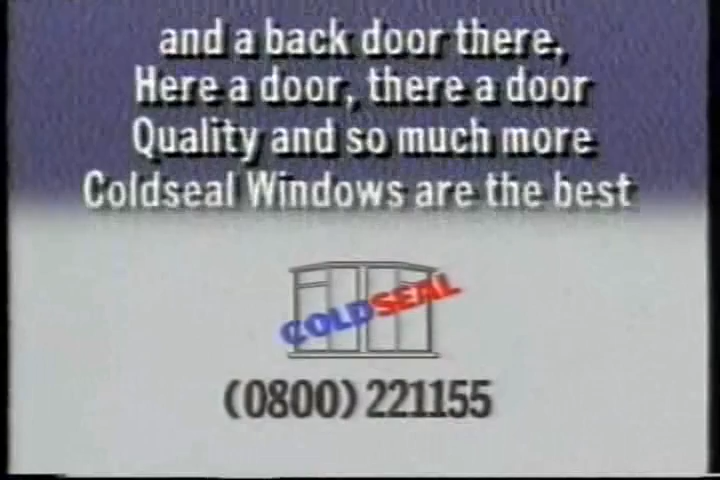 and a back door there,
Here a door, there a door
Quality and so much more
Coldseal Windows are the best
COLDSEAL
(0800) 221155